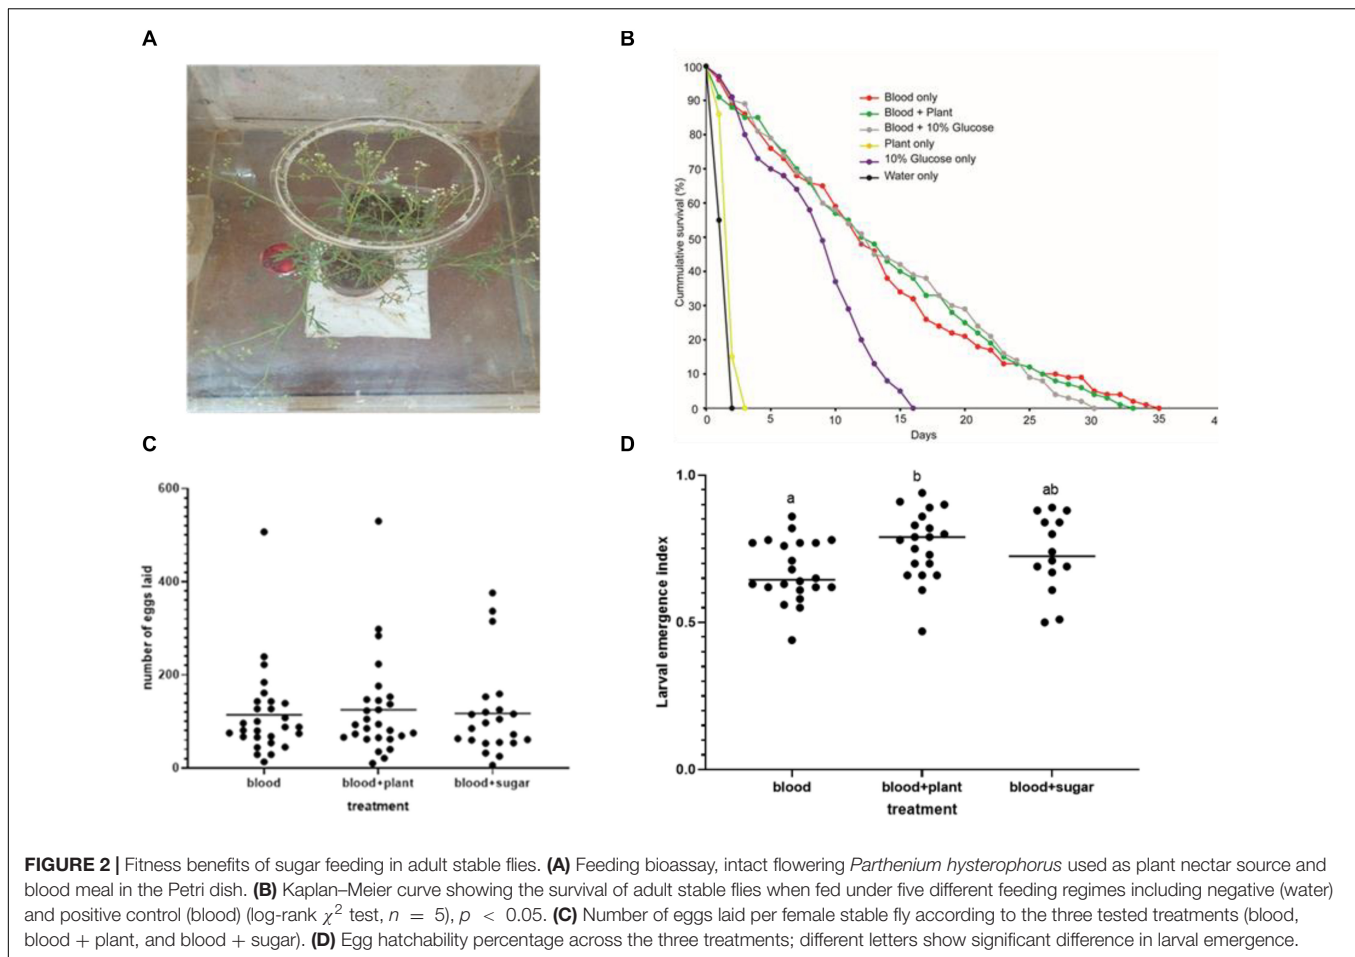 A
B
100
90
80
70
60
50
40
30
20
10
0
Cummulative survival (%)
Blood only
Blood + Plant
Blood + 10% Glucose
Plant only
10% Glucose only
Water only
0 5 10 15 20 25 30 35 4
Days
C
600
400
200
0
number of eggs laid
blood blood+plant blood+sugar
treatment
D
1.0
0.5
0.0
Larval emergence index
a b ab
blood blood+plant blood+sugar
treatment
FIGURE 2 | Fitness benefits of sugar feeding in adult stable flies. (A) Feeding bioassay, intact flowering Parthenium hysterophorus used as plant nectar source and
blood meal in the Petri dish. (B) Kaplan–Meier curve showing the survival of adult stable flies when fed under five different feeding regimes including negative (water)
and positive control (blood) (log-rank χ² test, n = 5), p < 0.05. (C) Number of eggs laid per female stable fly according to the three tested treatments (blood,
blood + plant, and blood + sugar). (D) Egg hatchability percentage across the three treatments; different letters show significant difference in larval emergence.